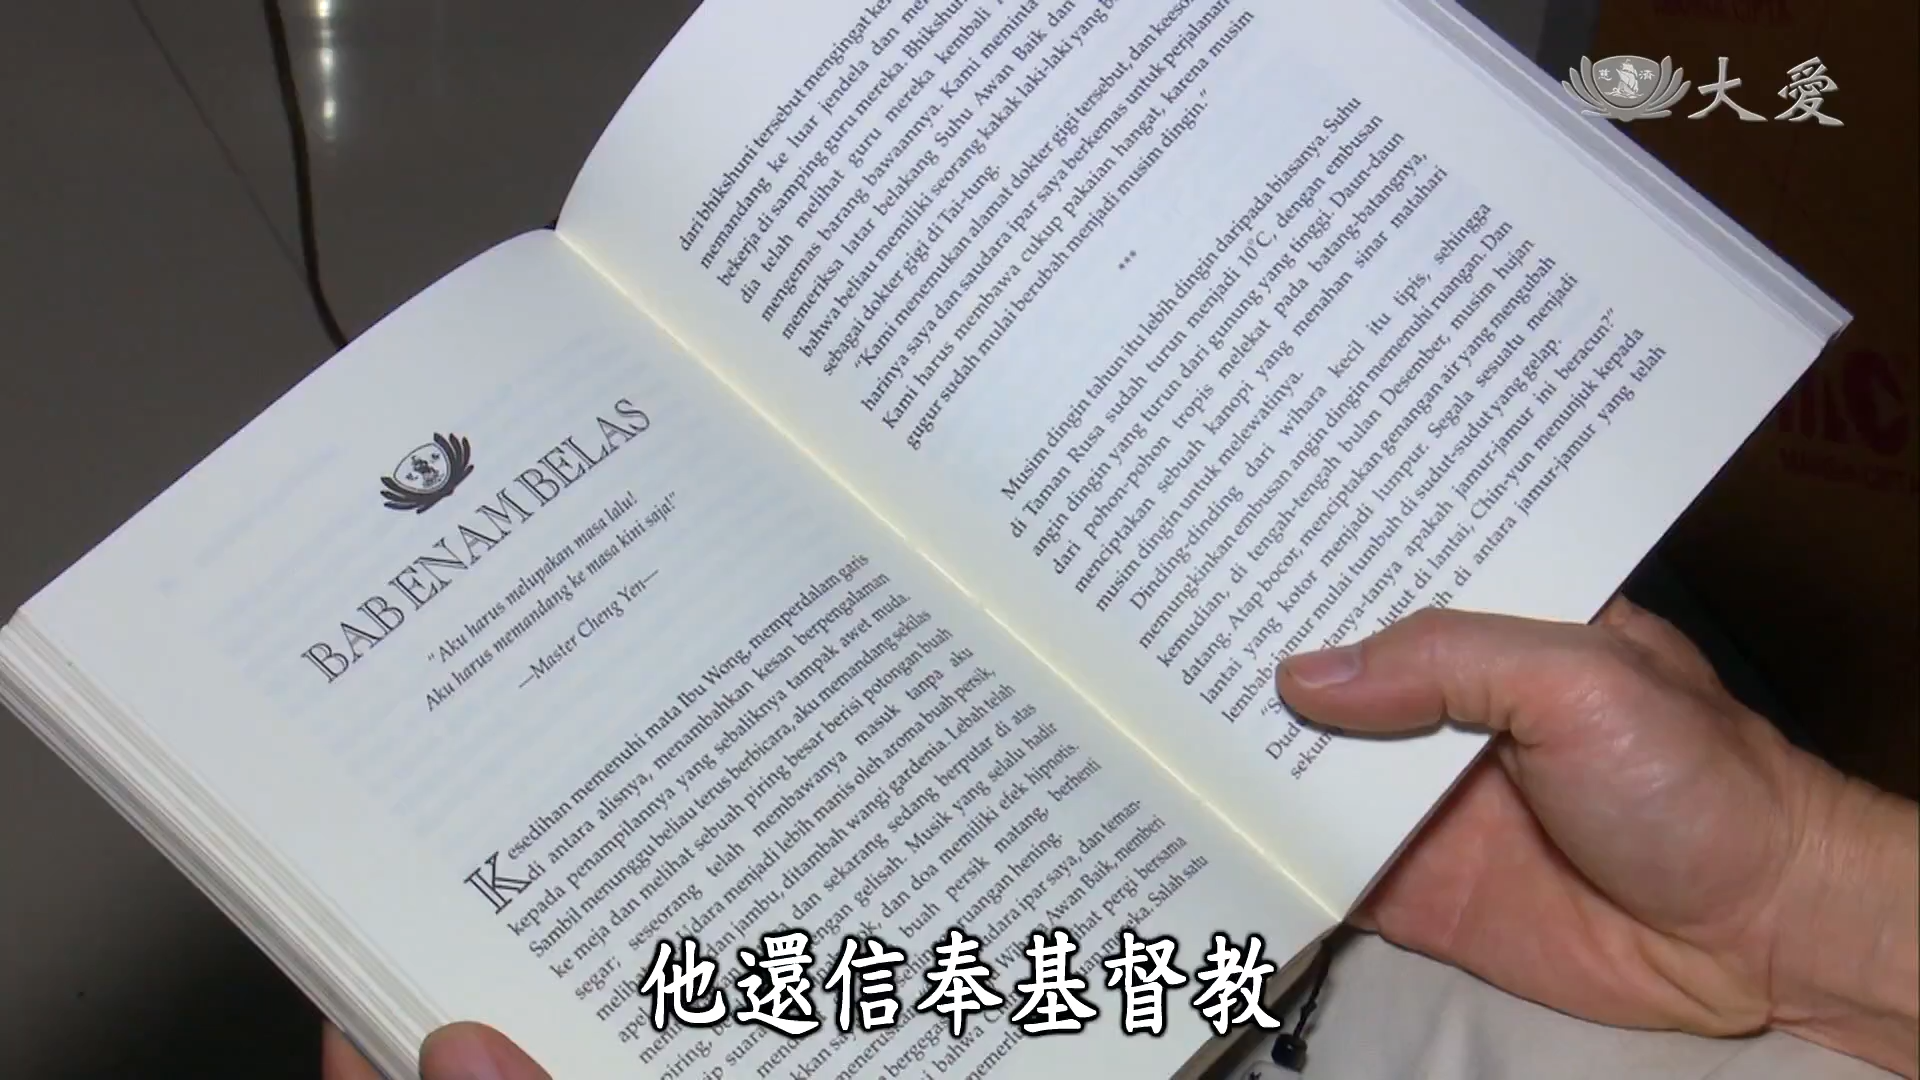 慈濟
大愛
BAB ENAM BELAS
“Aku harus melupakan masa lalu!
Aku harus memandang ke masa kini saja!”
—Master Cheng Yen—
Kesedihan memenuhi mata Ibu Wong, memperdalam garis
di antara alisnya, menambahkan kesan berpengalaman
kepada penampilannya yang sebaliknya tampak awet muda.
Sambil menunggu beliau terus berbicara, aku memandang sekilas
ke meja dan melihat sebuah piring besar berisi potongan buah
segar; seseorang telah membawanya masuk tanpa aku
Udara menjadi lebih manis oleh aroma buah persik,
dan jambu, ditambah wangi gardenia. Lebah telah
dan sekarang sedang berputar di atas
dengan gelisah. Musik yang selalu hadir
dan doa memiliki efek hipnotis.
buah persik matang, berhenti
ruangan hening.
saudara ipar saya, dan teman-
Awan Baik, memberi
pergi bersama
mereka. Salah satu
dari bhikshuni tersebut mengingat
memandang ke luar jendela dan
bekerja di samping guru mereka. Bhikshuni
dia telah melihat guru mereka kembali
mengemas barang bawaannya. Kami meminta
memeriksa latar belakang Suhu Awan Baik dan
bahwa beliau memiliki seorang kakak laki-laki yang
sebagai dokter gigi di Tai-tung.
“Kami menemukan alamat dokter gigi tersebut, dan
harinya saya dan saudara ipar saya berkemas untuk perjalanan
Kami harus membawa cukup pakaian hangat, karena musim
gugur sudah mulai berubah menjadi musim dingin.”
***
Musim dingin tahun itu lebih dingin daripada biasanya. Suhu
di Taman Rusa sudah turun menjadi 10°C, dengan embusan
angin dingin yang turun dari gunung yang tinggi. Daun-daun
dari pohon-pohon tropis melekat pada batang-batangnya,
menciptakan sebuah kanopi yang menahan sinar matahari
musim dingin untuk melewatinya.
Dinding-dinding dari wihara kecil itu tipis, sehingga
memungkinkan embusan angin dingin memenuhi ruangan. Dan
kemudian, di tengah-tengah bulan Desember, musim hujan
datang. Atap bocor, menciptakan genangan air yang mengubah
lantai yang kotor menjadi lumpur. Segala sesuatu menjadi
lembab; jamur mulai tumbuh di sudut-sudut yang gelap.
bertanya-tanya apakah jamur-jamur ini beracun?”
lutut di lantai, Chin-yun menunjuk kepada
di antara jamur-jamur yang telah
他還信奉基督教